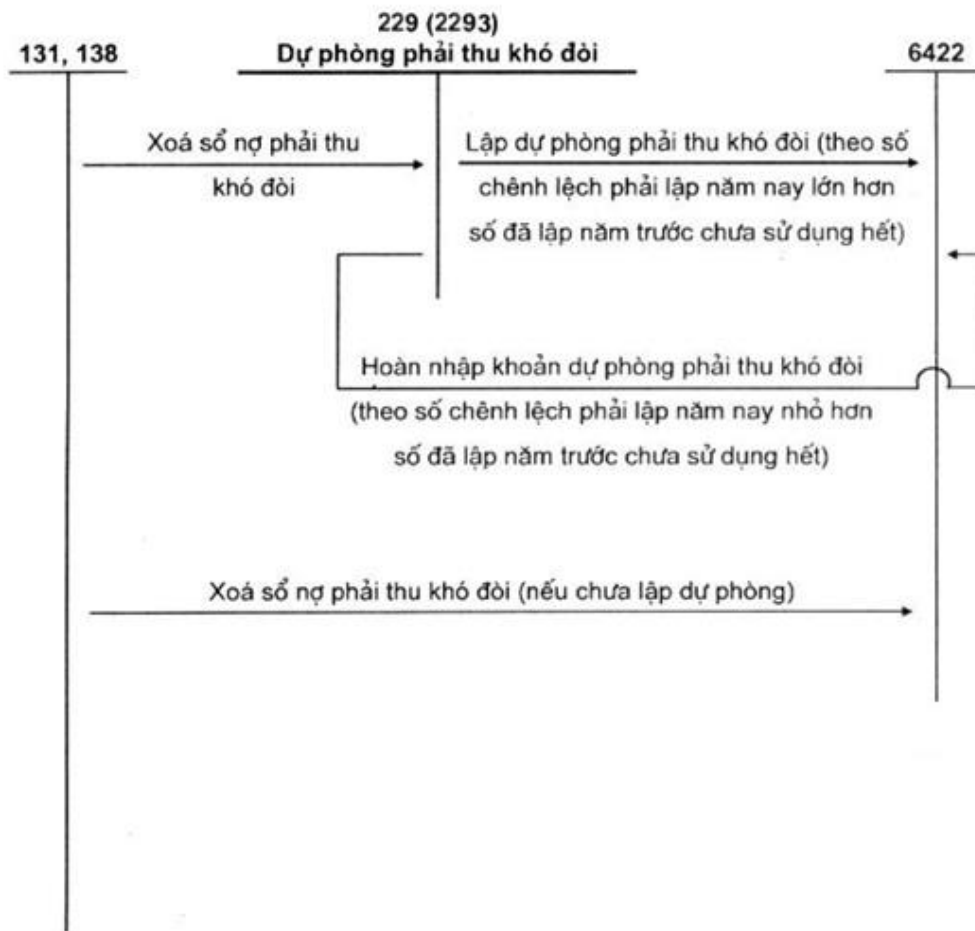 229 (2293)
131, 138
Dự phòng phải thu khó đòi
6422
Xoá sổ nợ phải thu
khó đòi
Lập dự phòng phải thu khó đòi (theo số
chênh lệch phải lập năm nay lớn hơn
số đã lập năm trước chưa sử dụng hết)
Hoàn nhập khoản dự phòng phải thu khó đòi
(theo số chênh lệch phải lập năm nay nhỏ hơn
số đã lập năm trước chưa sử dụng hết)
Xoá sổ nợ phải thu khó đòi (nếu chưa lập dự phòng)